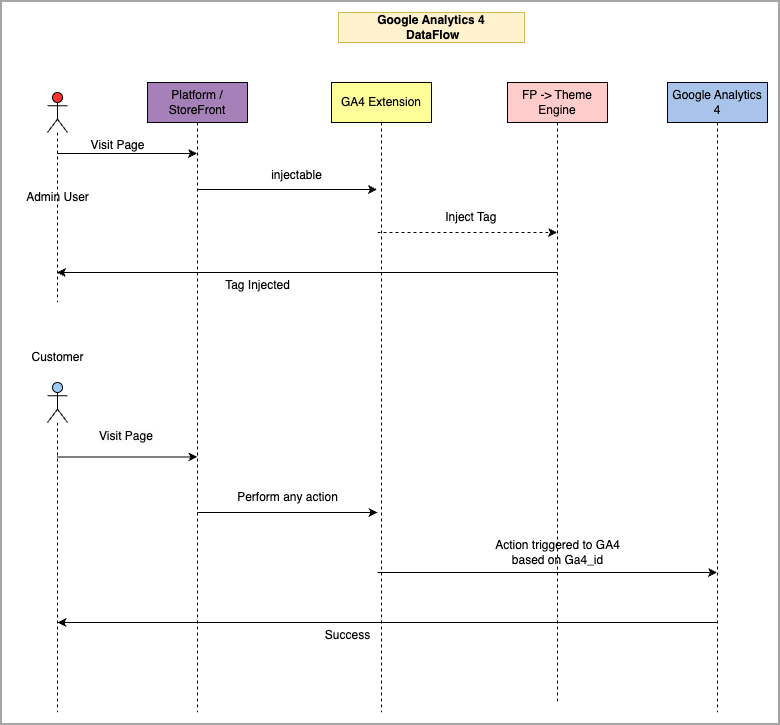 Google Analytics 4
DataFlow
Platform /
StoreFront
GA4 Extension
FP -> Theme
Engine
Google Analytics
4
Visit Page
injectable
Admin User
Inject Tag
Tag Injected
Customer
Visit Page
Perform any action
Action triggered to GA4
based on Ga4_id
Success